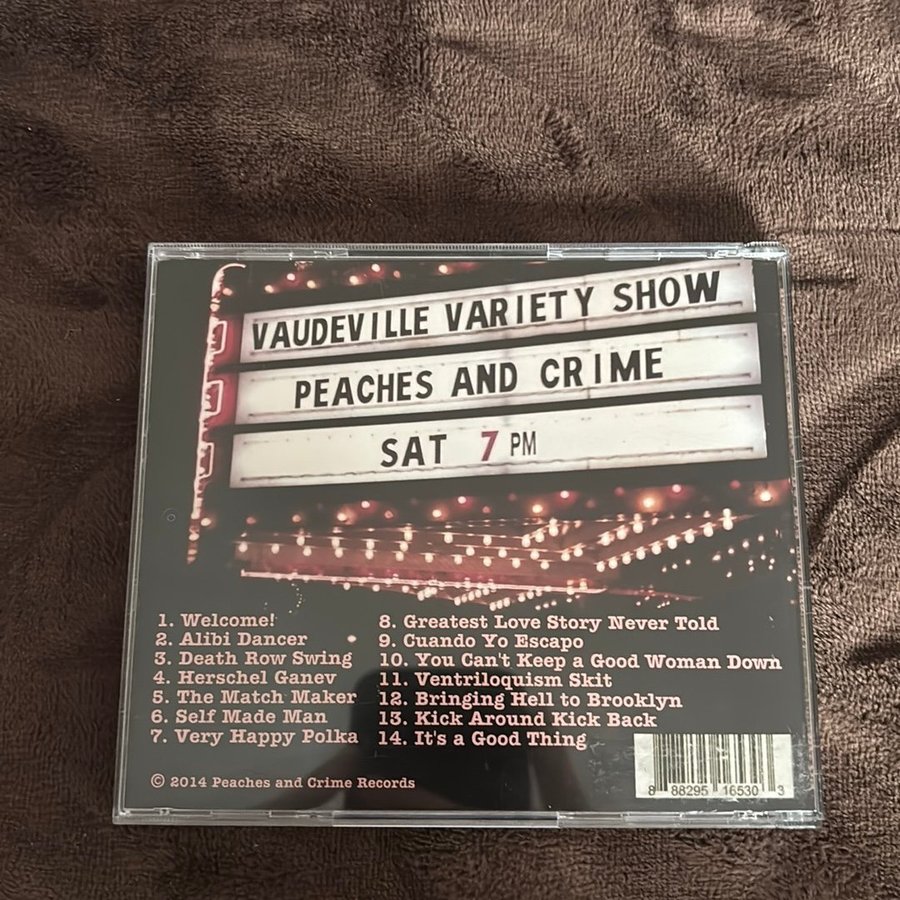 VAUDEVILLE VARIETY SHOW
PEACHES AND CRIME
SAT 7 PM
1. Welcome!
2. Alibi Dancer
3. Death Row Swing
4. Herschel Ganev
5. The Match Maker
6. Self Made Man
7. Very Happy Polka
8. Greatest Love Story Never Told
9. Cuando Yo Escapo
10. You Can't Keep a Good Woman Down
11. Ventriloquism Skit
12. Bringing Hell to Brooklyn
13. Kick Around Kick Back
14. It's a Good Thing
© 2014 Peaches and Crime Records
8 88295 16530 3